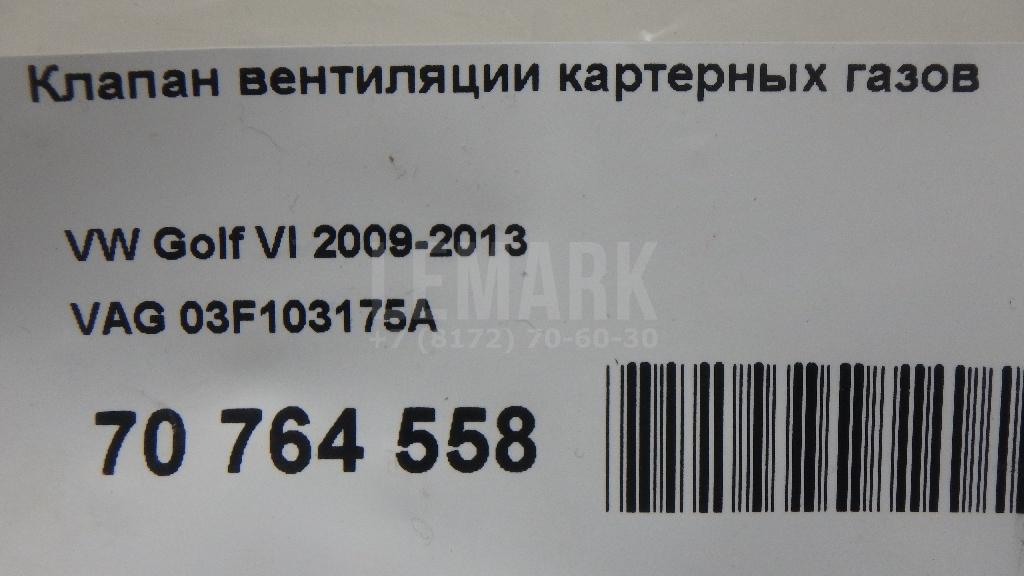 Клапан вентиляции картерных газов
VW Golf VI 2009-2013
LEMARK
VAG 03F103175A
+7 (8172) 70-60-30
70 764 558